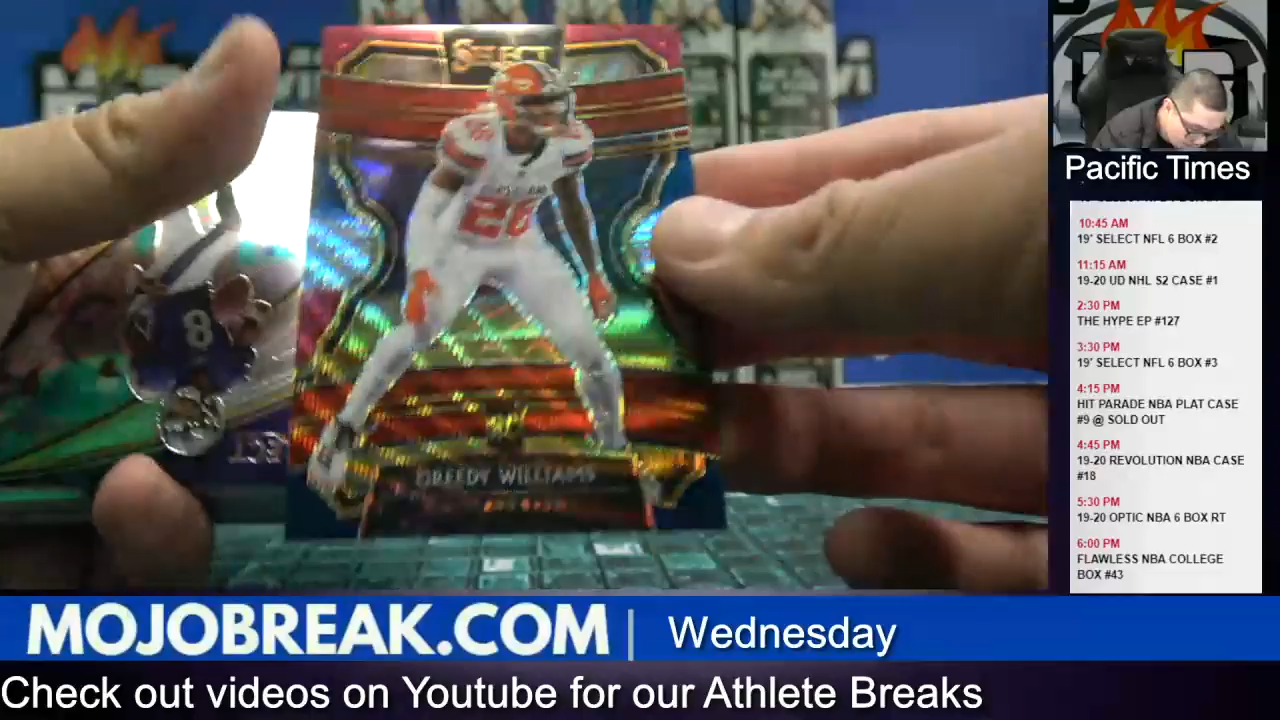 SELECT
26
GREEDY WILLIAMS
8
Pacific Times
10:45 AM
19' SELECT NFL 6 BOX #2
11:15 AM
19-20 UD NHL S2 CASE #1
2:30 PM
THE HYPE EP #127
3:30 PM
19' SELECT NFL 6 BOX #3
4:15 PM
HIT PARADE NBA PLAT CASE
#9 @ SOLD OUT
4:45 PM
19-20 REVOLUTION NBA CASE
#18
5:30 PM
19-20 OPTIC NBA 6 BOX RT
6:00 PM
FLAWLESS NBA COLLEGE
BOX #43
MOJOBREAK.COM | Wednesday
Check out videos on Youtube for our Athlete Breaks